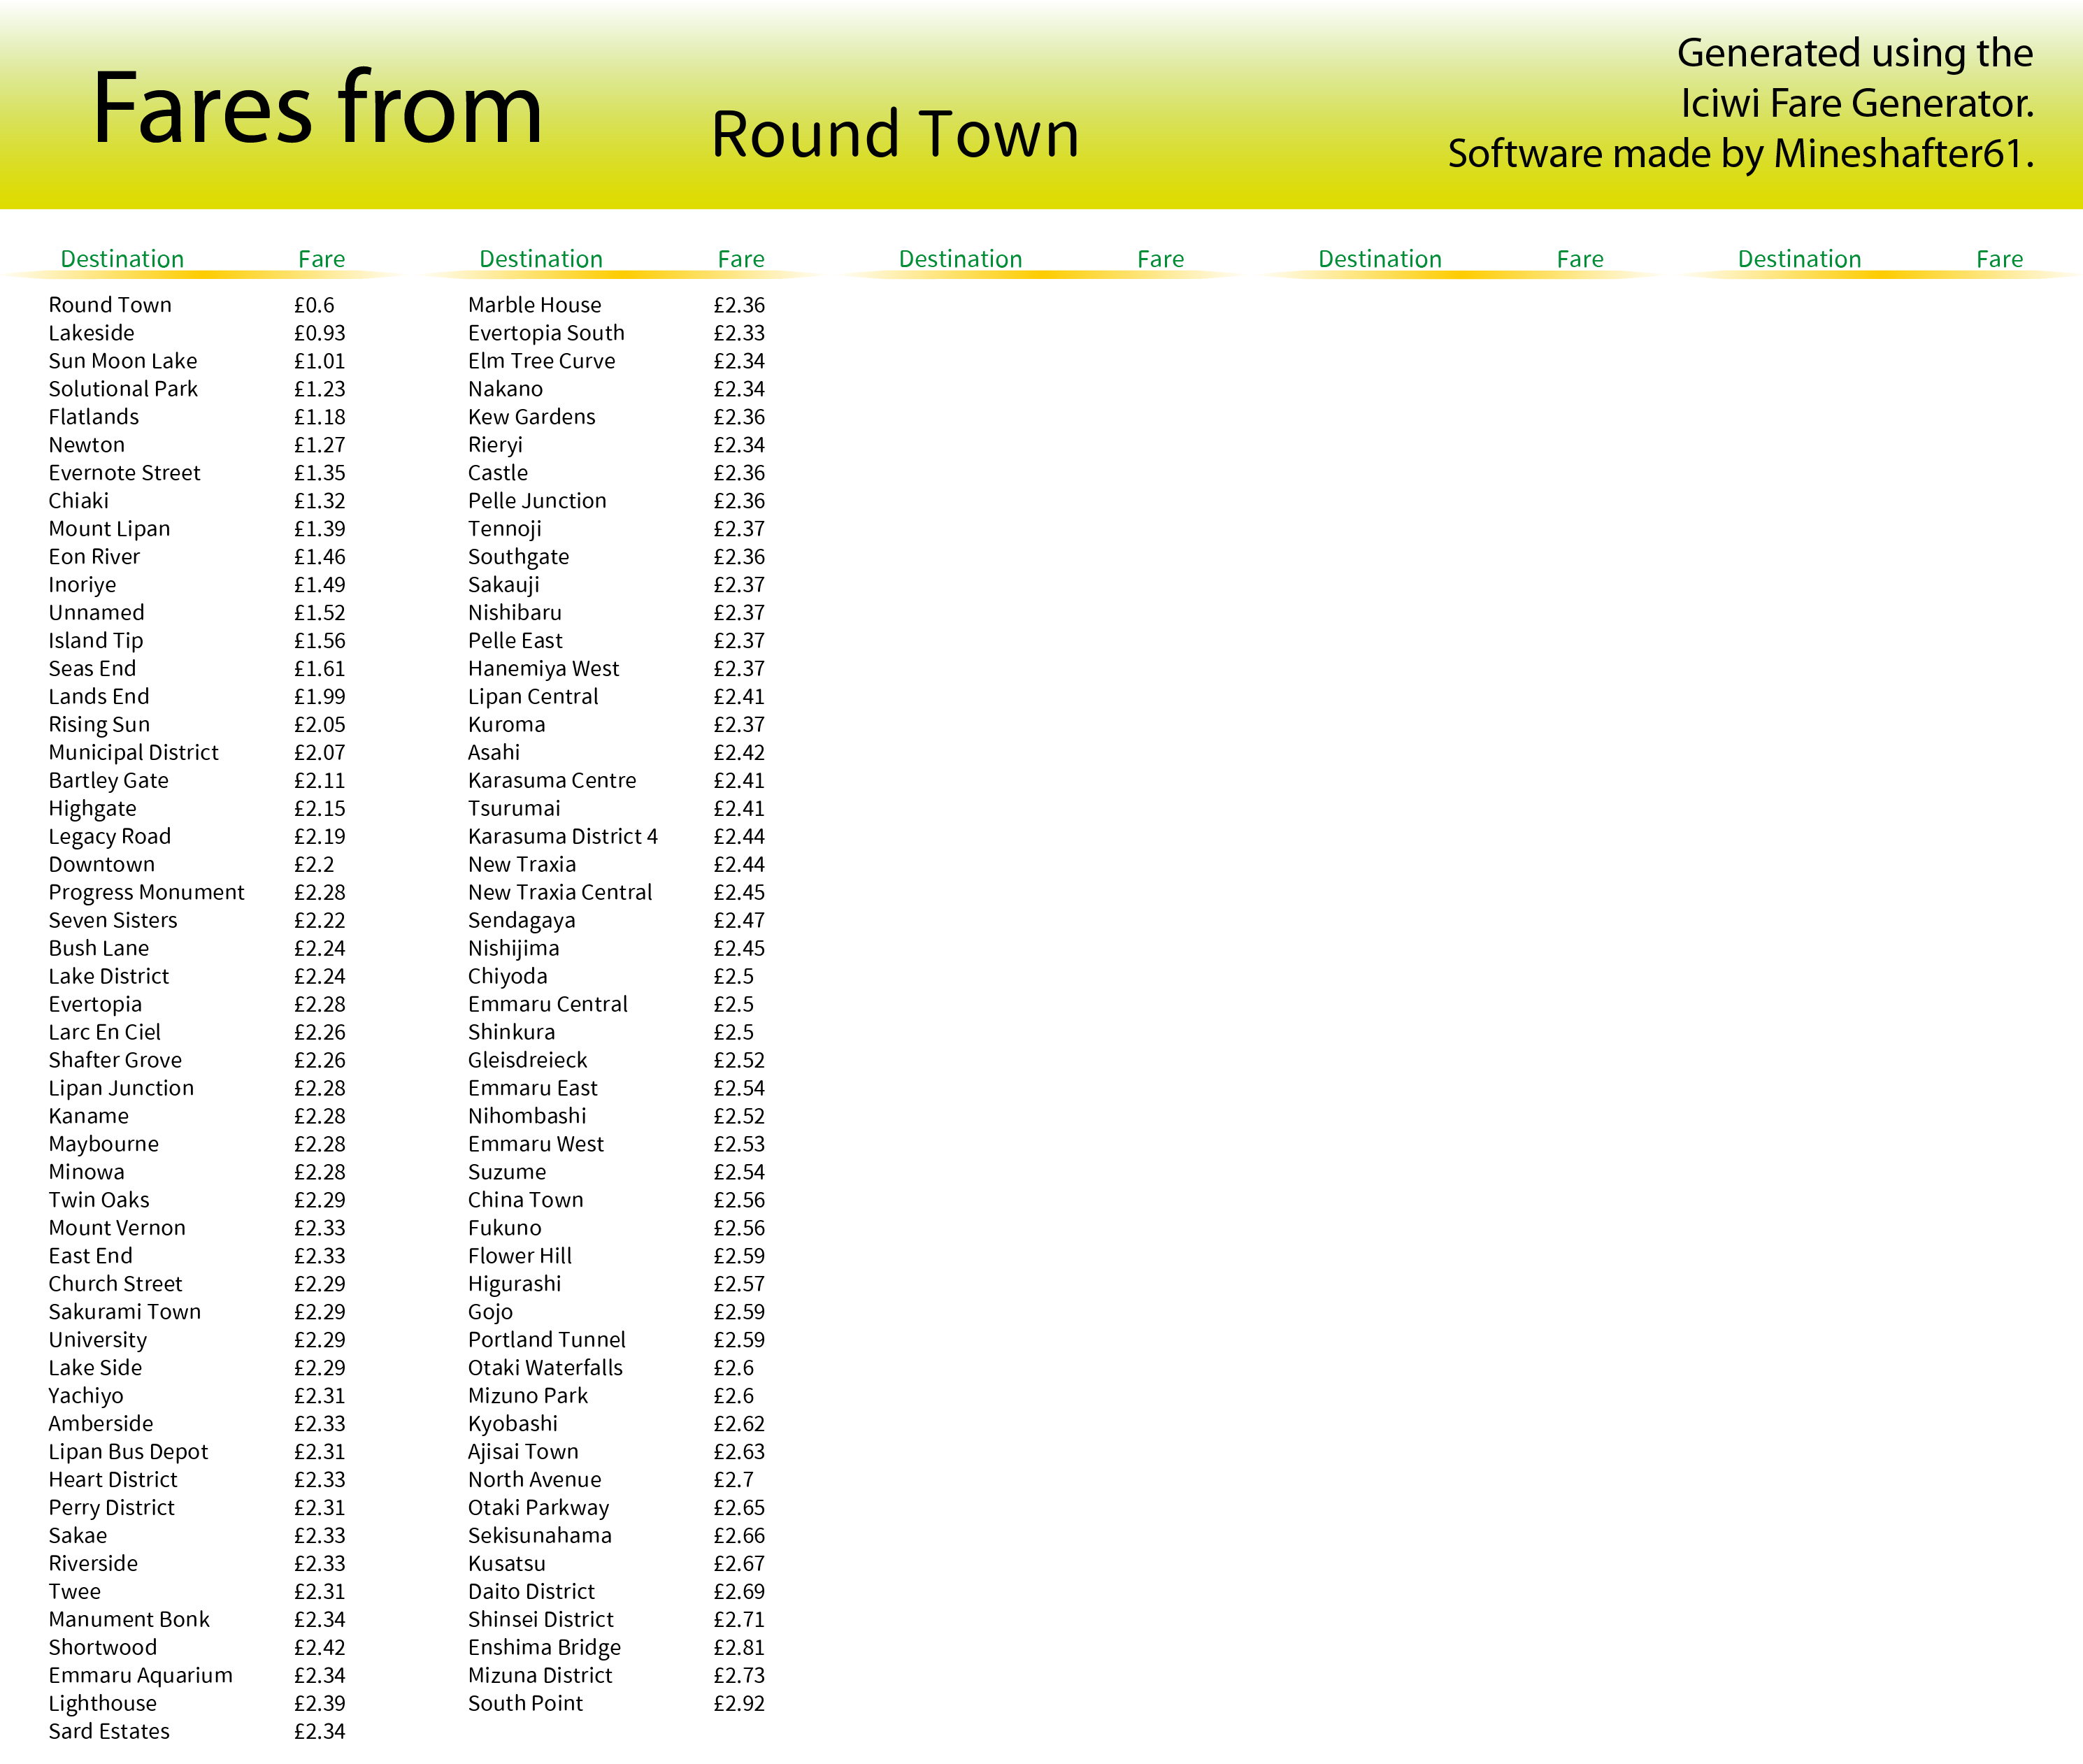 Fares from
Round Town
Generated using the
Iciwi Fare Generator.
Software made by Mineshafter61.
Destination Fare
Round Town £0.6
Lakeside £0.93
Sun Moon Lake £1.01
Solutional Park £1.23
Flatlands £1.18
Newton £1.27
Evernote Street £1.35
Chiaki £1.32
Mount Lipan £1.39
Eon River £1.46
Inoriye £1.49
Unnamed £1.52
Island Tip £1.56
Seas End £1.61
Lands End £1.99
Rising Sun £2.05
Municipal District £2.07
Bartley Gate £2.11
Highgate £2.15
Legacy Road £2.19
Downtown £2.2
Progress Monument £2.28
Seven Sisters £2.22
Bush Lane £2.24
Lake District £2.24
Evertopia £2.28
Larc En Ciel £2.26
Shafter Grove £2.26
Lipan Junction £2.28
Kaname £2.28
Maybourne £2.28
Minowa £2.28
Twin Oaks £2.29
Mount Vernon £2.33
East End £2.33
Church Street £2.29
Sakurami Town £2.29
University £2.29
Lake Side £2.29
Yachiyo £2.31
Amberside £2.33
Lipan Bus Depot £2.31
Heart District £2.33
Perry District £2.31
Sakae £2.33
Riverside £2.33
Twee £2.31
Manument Bonk £2.34
Shortwood £2.42
Emmaru Aquarium £2.34
Lighthouse £2.39
Sard Estates £2.34
Destination Fare
Marble House £2.36
Evertopia South £2.33
Elm Tree Curve £2.34
Nakano £2.34
Kew Gardens £2.36
Rieryi £2.34
Castle £2.36
Pelle Junction £2.36
Tennoji £2.37
Southgate £2.36
Sakauji £2.37
Nishibaru £2.37
Pelle East £2.37
Hanemiya West £2.37
Lipan Central £2.41
Kuroma £2.37
Asahi £2.42
Karasuma Centre £2.41
Tsurumai £2.41
Karasuma District 4 £2.44
New Traxia £2.44
New Traxia Central £2.45
Sendagaya £2.47
Nishijima £2.45
Chiyoda £2.5
Emmaru Central £2.5
Shinkura £2.5
Gleisdreieck £2.52
Emmaru East £2.54
Nihombashi £2.52
Emmaru West £2.53
Suzume £2.54
China Town £2.56
Fukuno £2.56
Flower Hill £2.59
Higurashi £2.57
Gojo £2.59
Portland Tunnel £2.59
Otaki Waterfalls £2.6
Mizuno Park £2.6
Kyobashi £2.62
Ajisai Town £2.63
North Avenue £2.7
Otaki Parkway £2.65
Sekisunahama £2.66
Kusatsu £2.67
Daito District £2.69
Shinsei District £2.71
Enshima Bridge £2.81
Mizuna District £2.73
South Point £2.92
Destination Fare
Destination Fare
Destination Fare